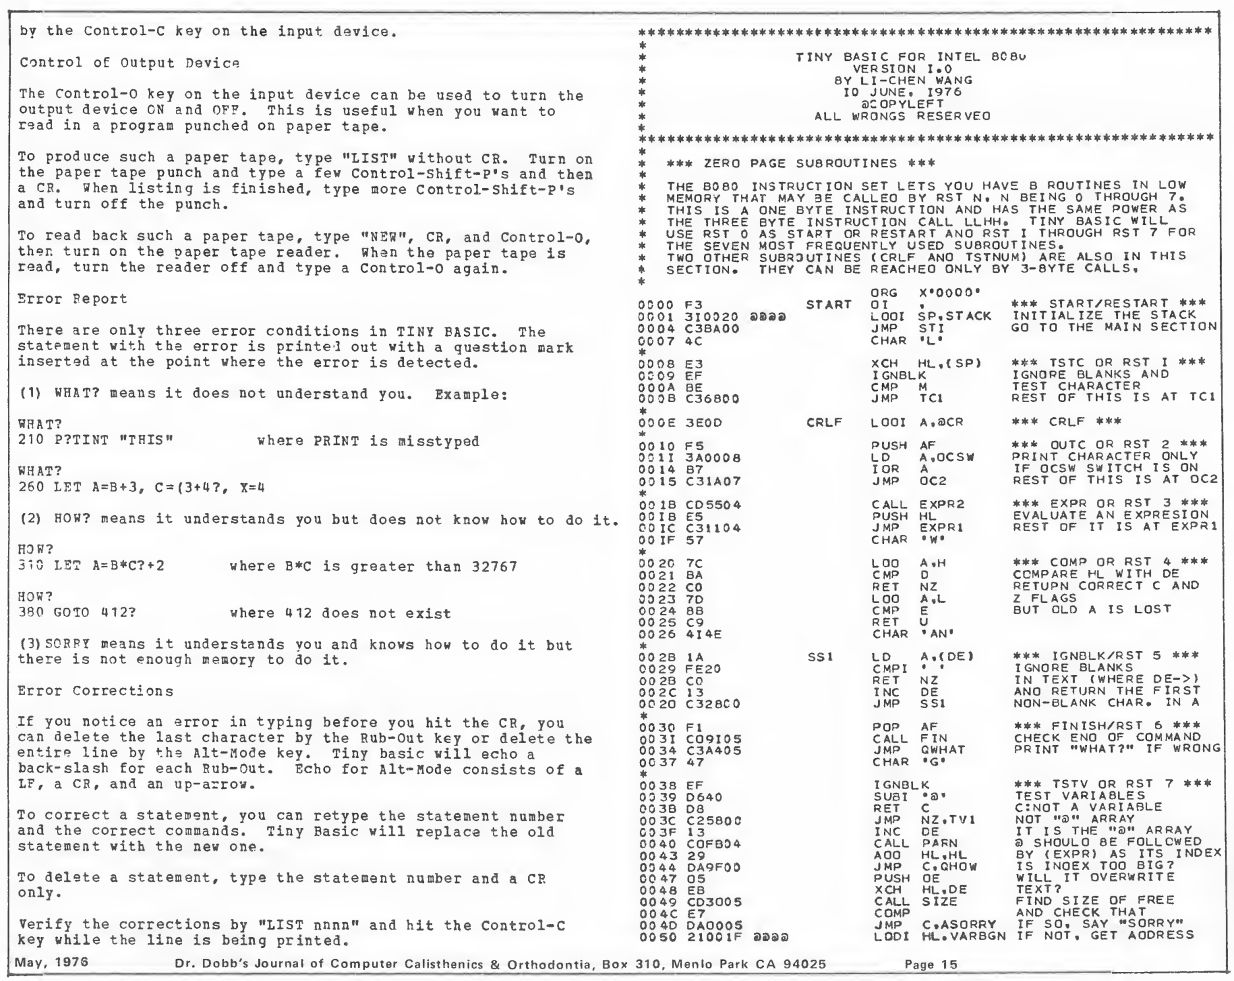 by the Control-C key on the input device.
Control of Output Device
The Control-O key on the input device can be used to turn the
output device ON and OFF. This is useful when you want to
read in a program punched on paper tape.
To produce such a paper tape, type "LIST" without CR. Turn on
the paper tape punch and type a few Control-Shift-P's and then
a CR. When listing is finished, type more Control-Shift-P's
and turn off the punch.
To read back such a paper tape, type "NEW", CR, and Control-O,
then turn on the paper tape reader. When the paper tape is
read, turn the reader off and type a Control-O again.
Error Report
There are only three error conditions in TINY BASIC. The
statement with the error is printed out with a question mark
inserted at the point where the error is detected.
(1) WHAT? means it does not understand you. Example:
WHAT?
210 P?TINT "THIS" where PRINT is misstyped
WHAT?
260 LET A=B+3, C=(3+4?, X=4
(2) HOW? means it understands you but does not know how to do it.
HOW?
310 LET A=B*C?+2 where B*C is greater than 32767
HOW?
380 GOTO 412? where 412 does not exist
(3)SORRY means it understands you and knows how to do it but
there is not enough memory to do it.
Error Corrections
If you notice an error in typing before you hit the CR, you
can delete the last character by the Rub-Out key or delete the
entire line by the Alt-Mode key. Tiny basic will echo a
back-slash for each Rub-Out. Echo for Alt-Mode consists of a
LF, a CR, and an up-arrow.
To correct a statement, you can retype the statement number
and the correct commands. Tiny Basic will replace the old
statement with the new one.
To delete a statement, type the statement number and a CR
only.
Verify the corrections by "LIST nnnn" and hit the Control-C
key while the line is being printed.
*****************************************************************
*
* TINY BASIC FOR INTEL 8080
* VERSION 1.0
* BY LI-CHEN WANG
* 10 JUNE, 1976
* @COPYLEFT
* ALL WRONGS RESERVED
*
*****************************************************************
*
* *** ZERO PAGE SUBROUTINES ***
*
* THE 8080 INSTRUCTION SET LETS YOU HAVE 8 ROUTINES IN LOW
* MEMORY THAT MAY BE CALLED BY RST N, N BEING 0 THROUGH 7.
* THIS IS A ONE BYTE INSTRUCTION AND HAS THE SAME POWER AS
* THE THREE BYTE INSTRUCTION CALL LLHH. TINY BASIC WILL
* USE RST 0 AS START OR RESTART AND RST 1 THROUGH RST 7 FOR
* THE SEVEN MOST FREQUENTLY USED SUBROUTINES.
* TWO OTHER SUBROUTINES (CRLF AND TSTNUM) ARE ALSO IN THIS
* SECTION. THEY CAN BE REACHED ONLY BY 3-BYTE CALLS.
*
ORG X'0000'
0000 F3 START DI , *** START/RESTART ***
0001 310020 @@@@ LODI SP,STACK INITIALIZE THE STACK
0004 C3BA00 JMP ST1 GO TO THE MAIN SECTION
0007 4C CHAR 'L'
*
0008 E3 XCH HL,(SP) *** TSTC OR RST 1 ***
0009 EF IGNBLK IGNORE BLANKS AND
000A BE CMP M TEST CHARACTER
000B C36800 JMP TC1 REST OF THIS IS AT TC1
*
000E 3E0D CRLF LODI A,@CR *** CRLF ***
*
0010 F5 PUSH AF *** OUTC OR RST 2 ***
0011 3A0008 LD A,OCSW PRINT CHARACTER ONLY
0014 B7 IOR A IF OCSW SWITCH IS ON
0015 C31A07 JMP OC2 REST OF THIS IS AT OC2
*
0018 CD5504 CALL EXPR2 *** EXPR OR RST 3 ***
001B E5 PUSH HL EVALUATE AN EXPRESION
001C C31104 JMP EXPR1 REST OF IT IS AT EXPR1
001F 57 CHAR 'W'
*
0020 7C LOD A,H *** COMP OR RST 4 ***
0021 BA CMP D COMPARE HL WITH DE
0022 C0 RET NZ RETURN CORRECT C AND
0023 7D LOD A,L Z FLAGS
0024 BB CMP E BUT OLD A IS LOST
0025 C9 RET U
0026 414E CHAR 'AN'
*
0028 1A SS1 LD A,(DE) *** IGNBLK/RST 5 ***
0029 FE20 CMPI ' ' IGNORE BLANKS
002B C0 RET NZ IN TEXT (WHERE DE->)
002C 13 INC DE AND RETURN THE FIRST
002D C32800 JMP SS1 NON-BLANK CHAR. IN A
*
0030 F1 POP AF *** FINISH/RST 6 ***
0031 CD9105 CALL FIN CHECK END OF COMMAND
0034 C3A405 JMP QWHAT PRINT "WHAT?" IF WRONG
0037 47 CHAR 'G'
*
0038 EF IGNBLK *** TSTV OR RST 7 ***
0039 D640 SUBI '@' TEST VARIABLES
003B D8 RET C C:NOT A VARIABLE
003C C25800 JMP NZ,TV1 NOT "@" ARRAY
003F 13 INC DE IT IS THE "@" ARRAY
0040 CDFB04 CALL PARN @ SHOULD BE FOLLOWED
0043 29 ADD HL,HL BY (EXPR) AS ITS INDEX
0044 DA9F00 JMP C,QHOW IS INDEX TOO BIG?
0047 D5 PUSH DE WILL IT OVERWRITE
0048 EB XCH HL,DE TEXT?
0049 CD3005 CALL SIZE FIND SIZE OF FREE
004C E7 COMP AND CHECK THAT
004D DA0005 JMP C,ASORRY IF SO, SAY "SORRY"
0050 21001F @@@@ LODI HL,VARBGN IF NOT, GET ADDRESS
May, 1976 Dr. Dobb's Journal of Computer Calisthenics & Orthodontia, Box 310, Menlo Park CA 94025 Page 15